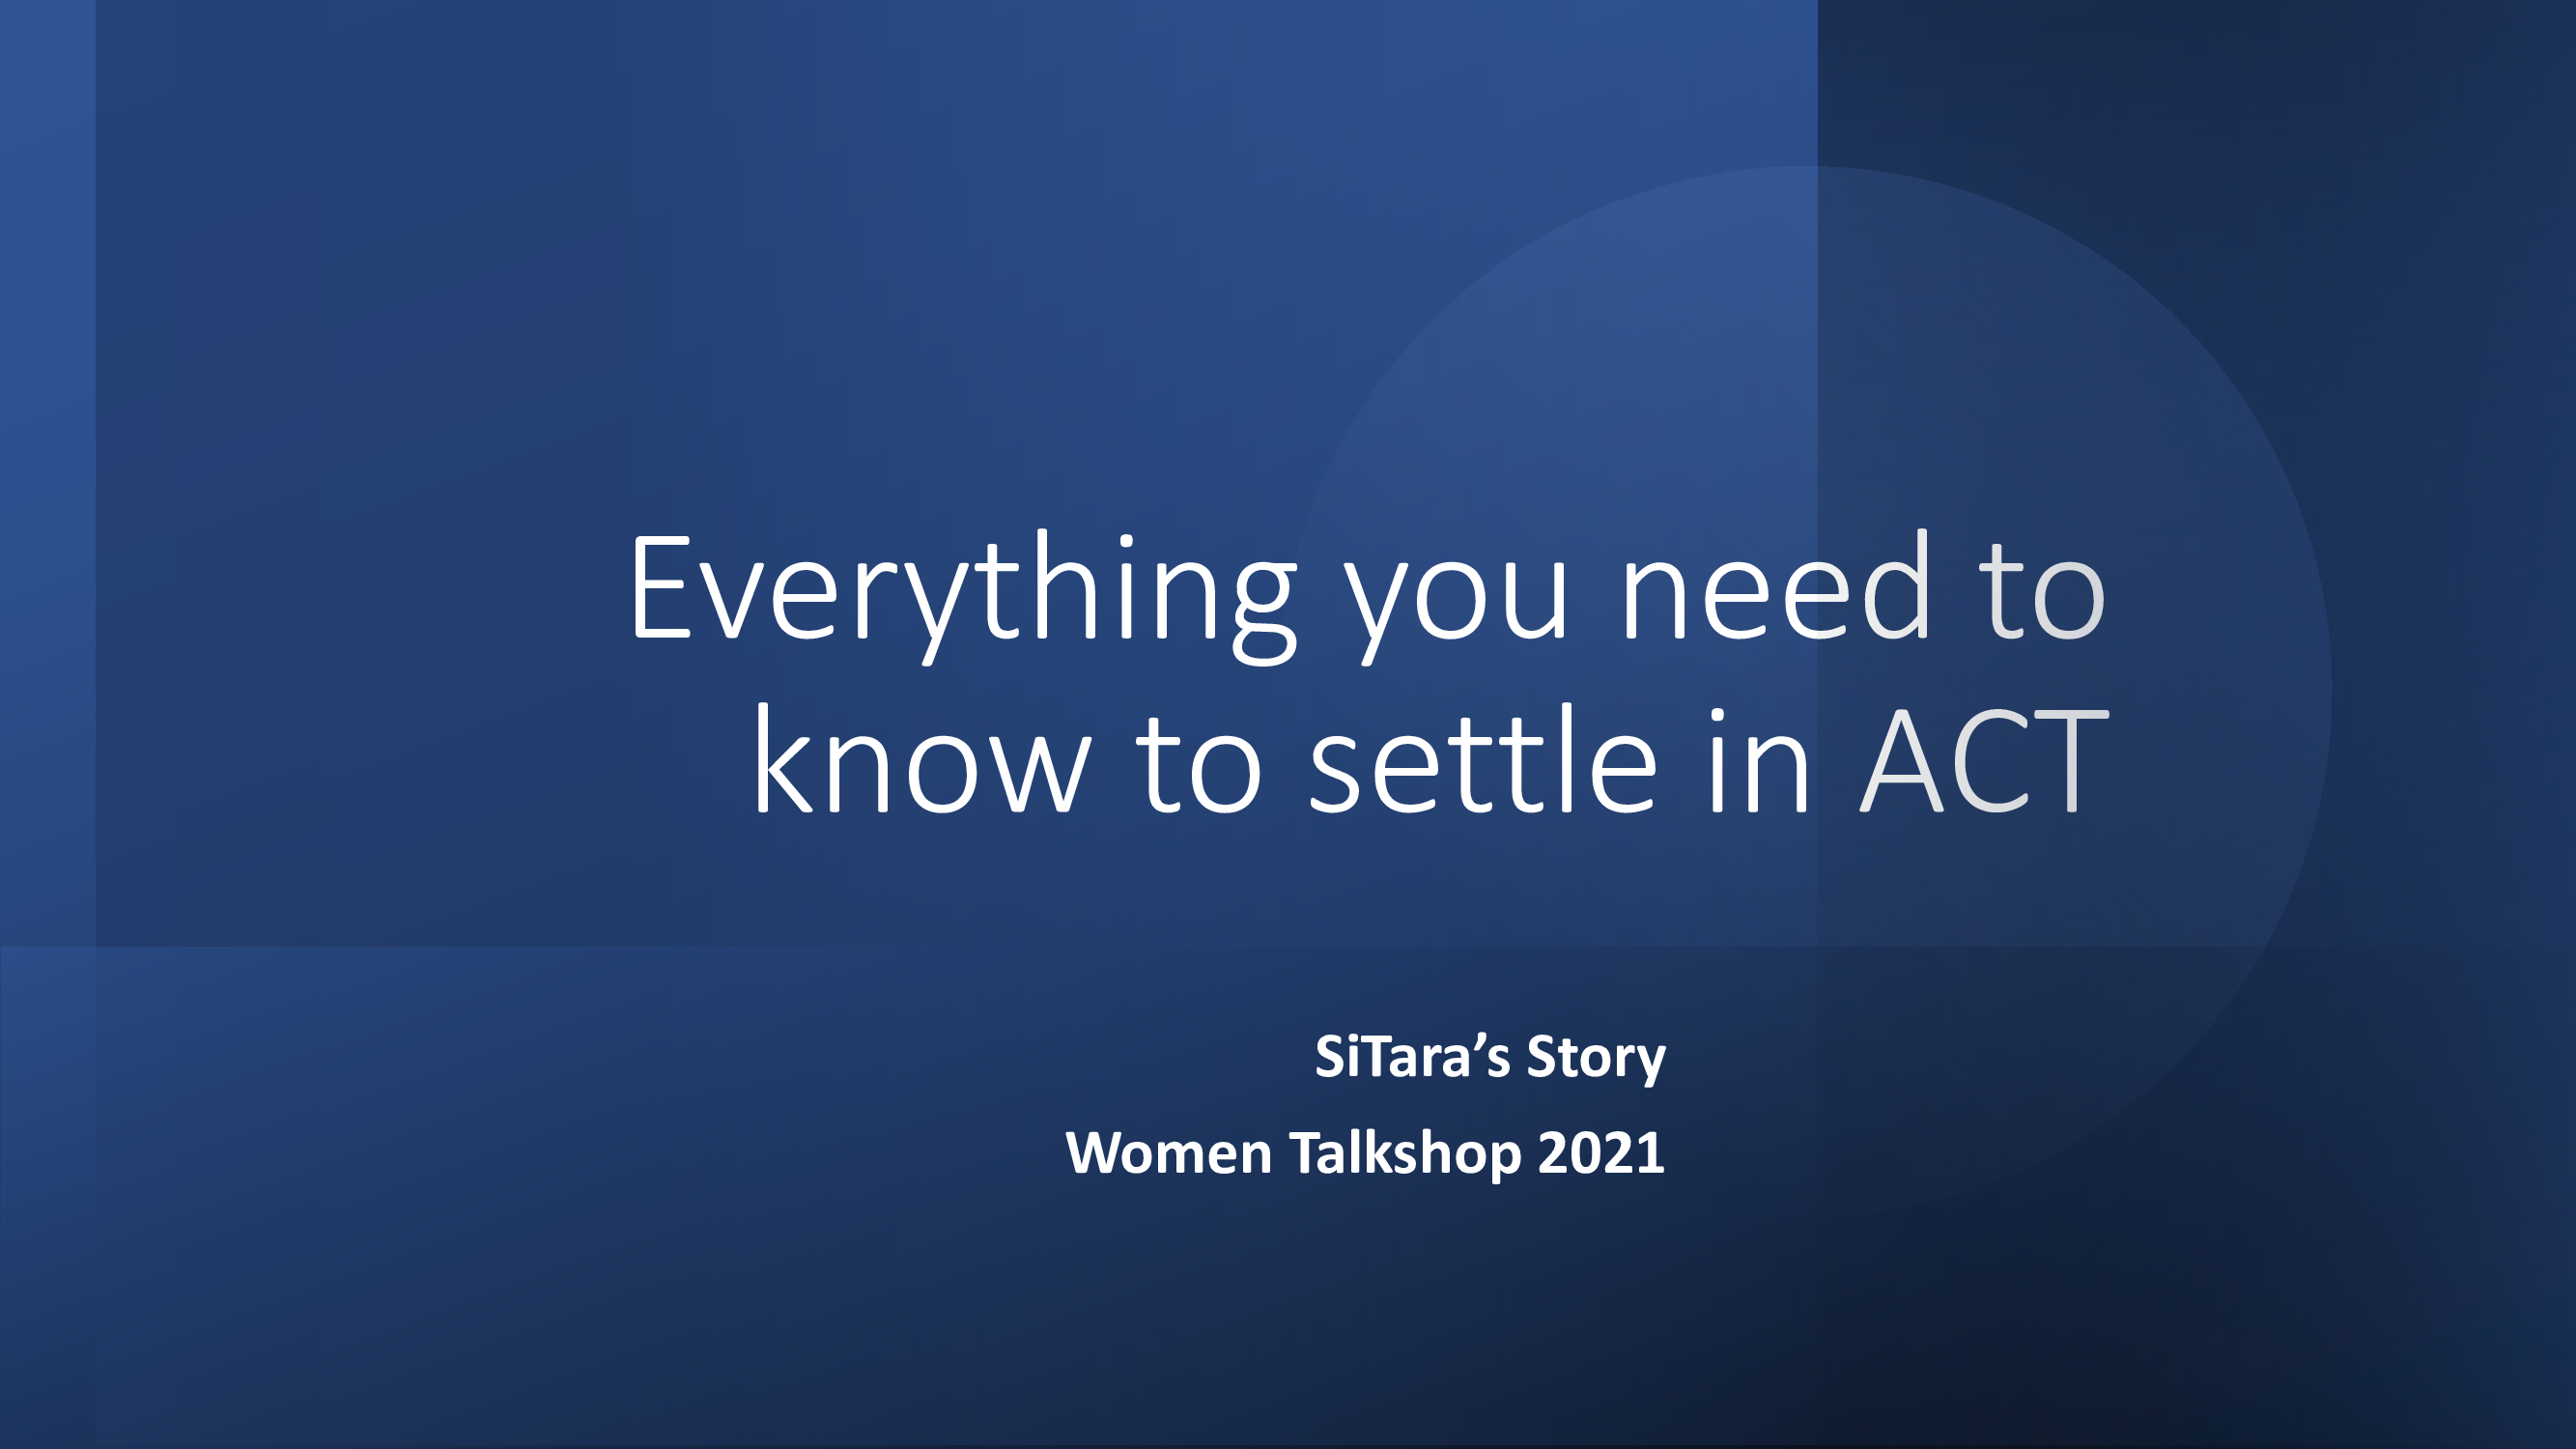 Everything you need to
know to settle in ACT
SiTara’s Story
Women Talkshop 2021